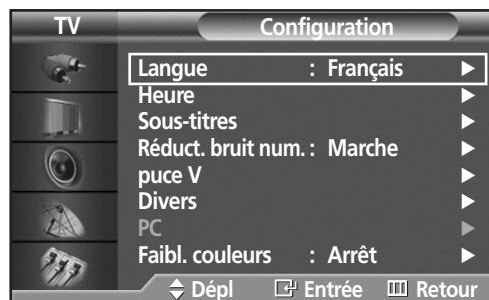 TV Configuration
Langue : Français
Heure
Sous-titres
Réduct. bruit num. : Marche
puce V
Divers
PC
Faibl. couleurs : Arrêt
Dépl Entrée Retour